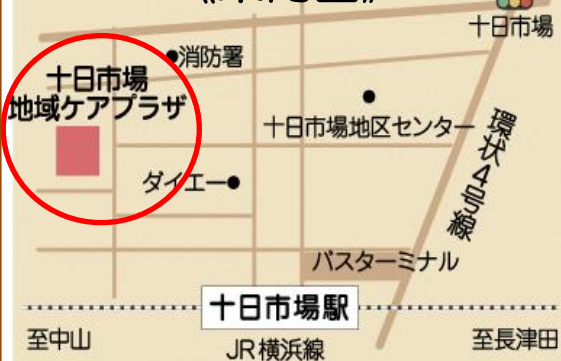 十日市場
●消防署
十日市場
地域ケアプラザ
十日市場地区センター
環状4号線
ダイエー●
バスターミナル
十日市場駅
至中山
JR横浜線
至長津田